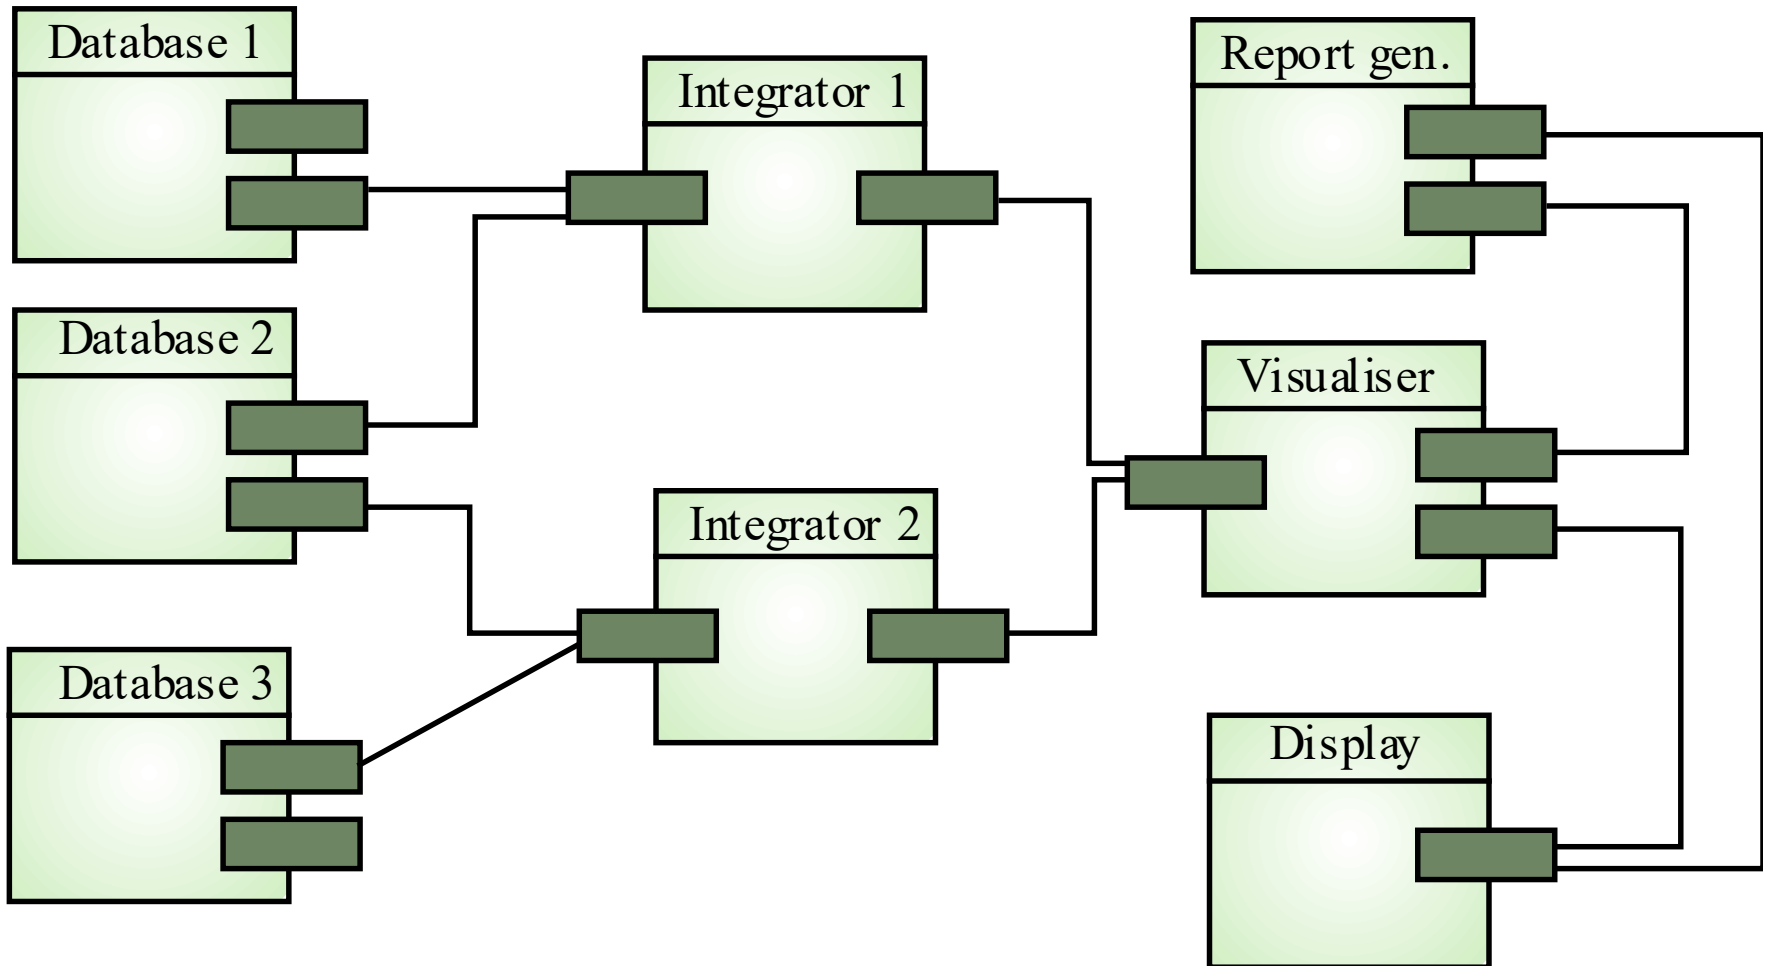 Database 1
Integrator 1
Report gen.
Database 2
Visualiser
Integrator 2
Database 3
Display